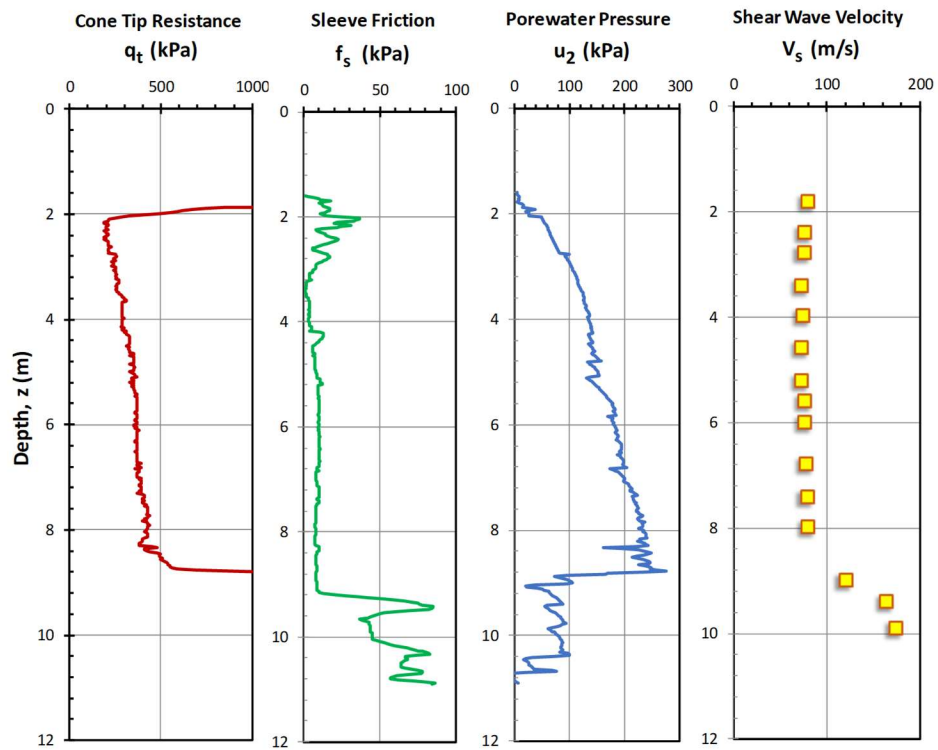 Cone Tip Resistance
qt (kPa)
0 500 1000
0
2
4
6
8
10
12
Depth, z (m)
Sleeve Friction
fs (kPa)
0 50 100
0
2
4
6
8
10
12
Porewater Pressure
u2 (kPa)
0 100 200 300
0
2
4
6
8
10
12
Shear Wave Velocity
Vs (m/s)
0 100 200
0
2
4
6
8
10
12